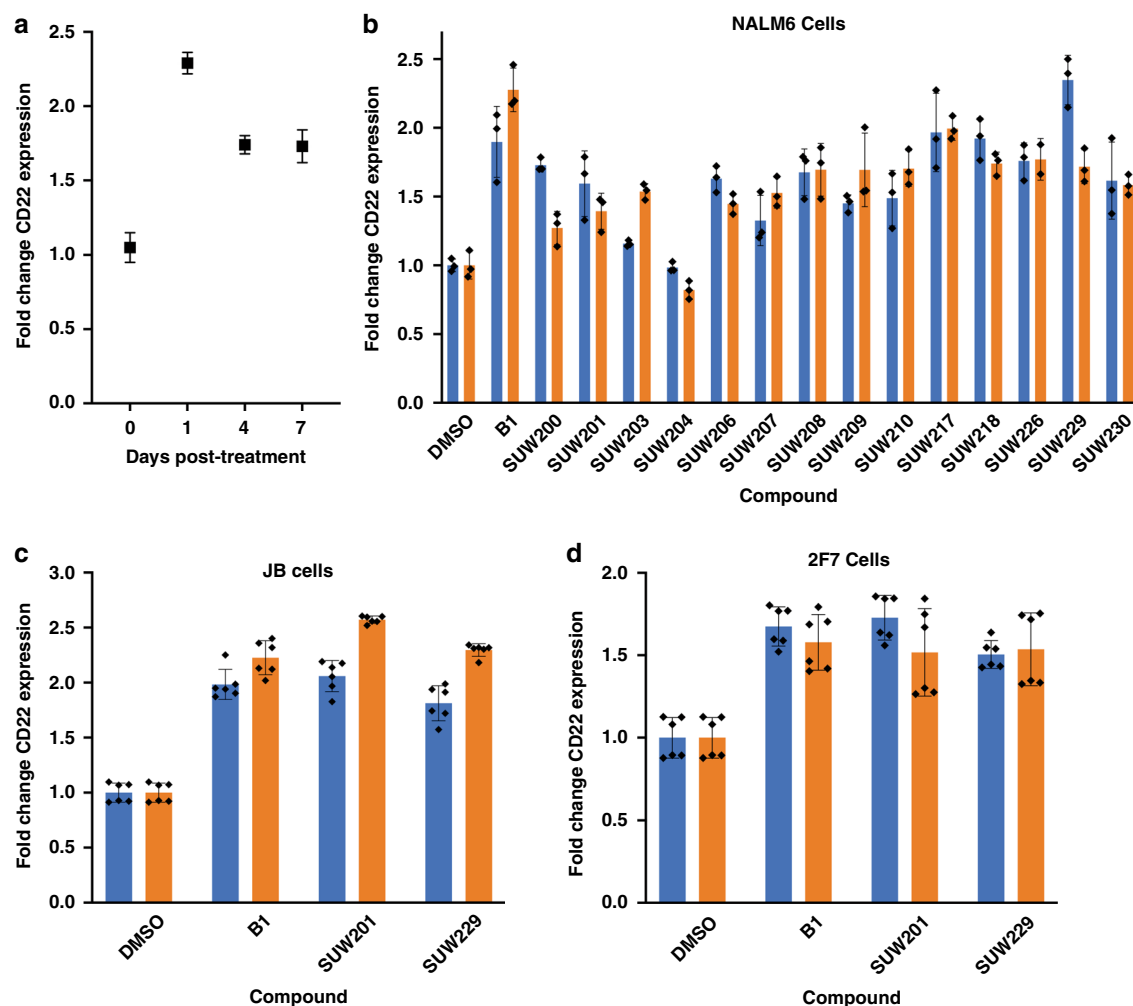 a
Fold change CD22 expression
2.5
2.0
1.5
1.0
0.5
0.0
0 1 4 7
Days post-treatment
b
NALM6 Cells
Fold change CD22 expression
2.5
2.0
1.5
1.0
0.5
0.0
DMSO
B1
SUW200
SUW201
SUW203
SUW204
SUW206
SUW207
SUW208
SUW209
SUW210
SUW217
SUW218
SUW226
SUW229
SUW230
Compound
c
JB cells
Fold change CD22 expression
3.0
2.5
2.0
1.5
1.0
0.5
0.0
DMSO
B1
SUW201
SUW229
Compound
d
2F7 Cells
Fold change CD22 expression
2.0
1.5
1.0
0.5
0.0
DMSO
B1
SUW201
SUW229
Compound